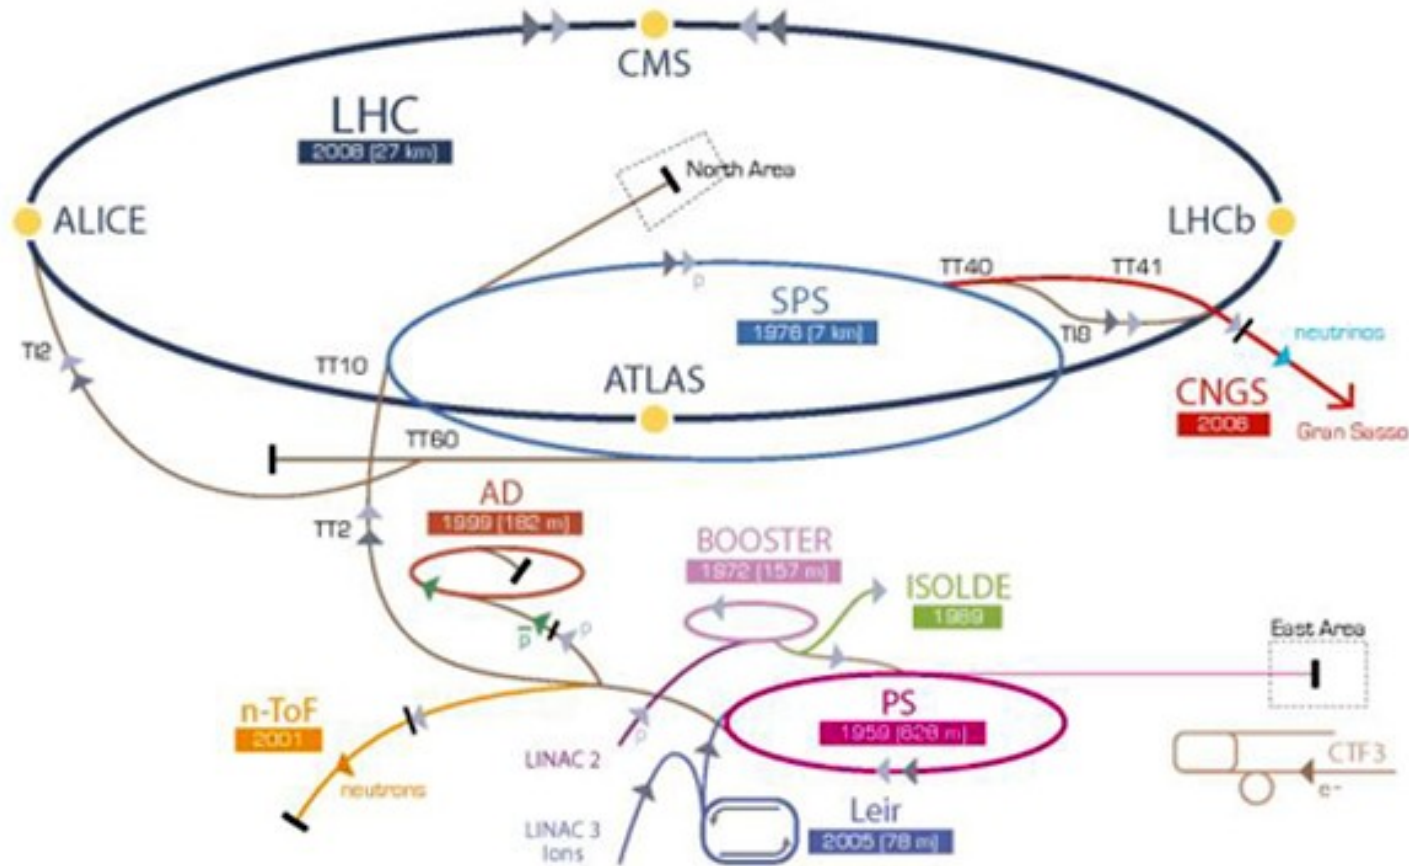 CMS
LHC
2008 (27 km)
North Area
ALICE
LHCb
TT40
TT41
SPS
1976 (7 km)
p
TI8
neutrinos
TI2
TT10
ATLAS
CNGS
2006
Gran Sasso
TT60
AD
1999 (182 m)
TT2
BOOSTER
1972 (157 m)
ISOLDE
1989
p
p̅
East Area
n-ToF
2001
PS
1959 (628 m)
p
LINAC 2
neutrons
CTF3
e-
Leir
2005 (78 m)
LINAC 3
Ions